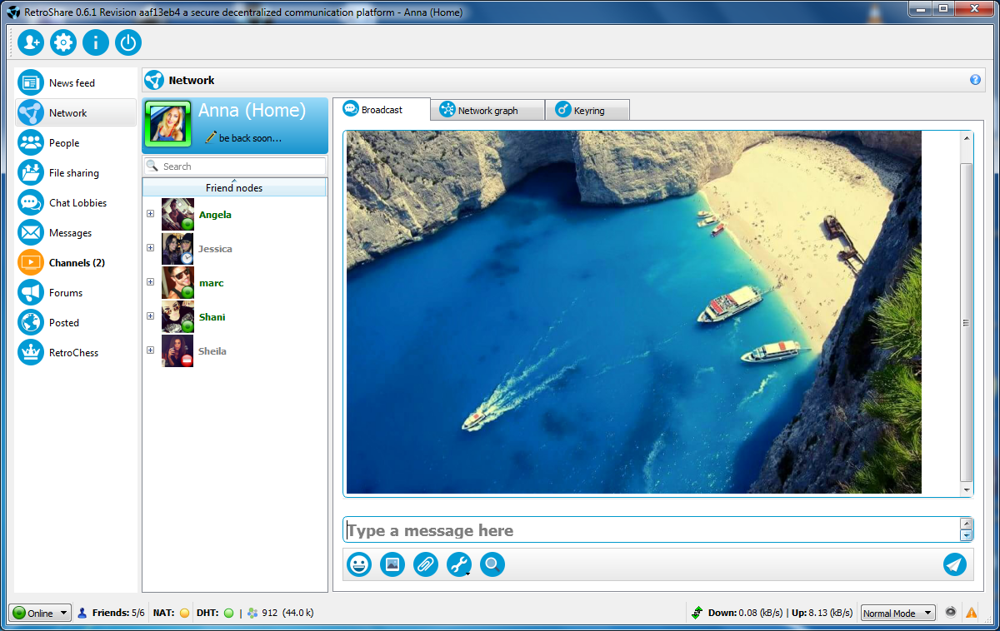 RetroShare 0.6.1 Revision aaf13eb4 a secure decentralized communication platform - Anna (Home)
News feed
Network
People
File sharing
Chat Lobbies
Messages
Channels (2)
Forums
Posted
RetroChess
Network
Anna (Home)
be back soon...
Search
Friend nodes
Angela
Jessica
marc
Shani
Sheila
Broadcast
Network graph
Keyring
Type a message here
Online
Friends: 5/6
NAT:
DHT:
| 912 (44.0 k)
Down: 0.08 (kB/s) | Up: 8.13 (kB/s)
Normal Mode